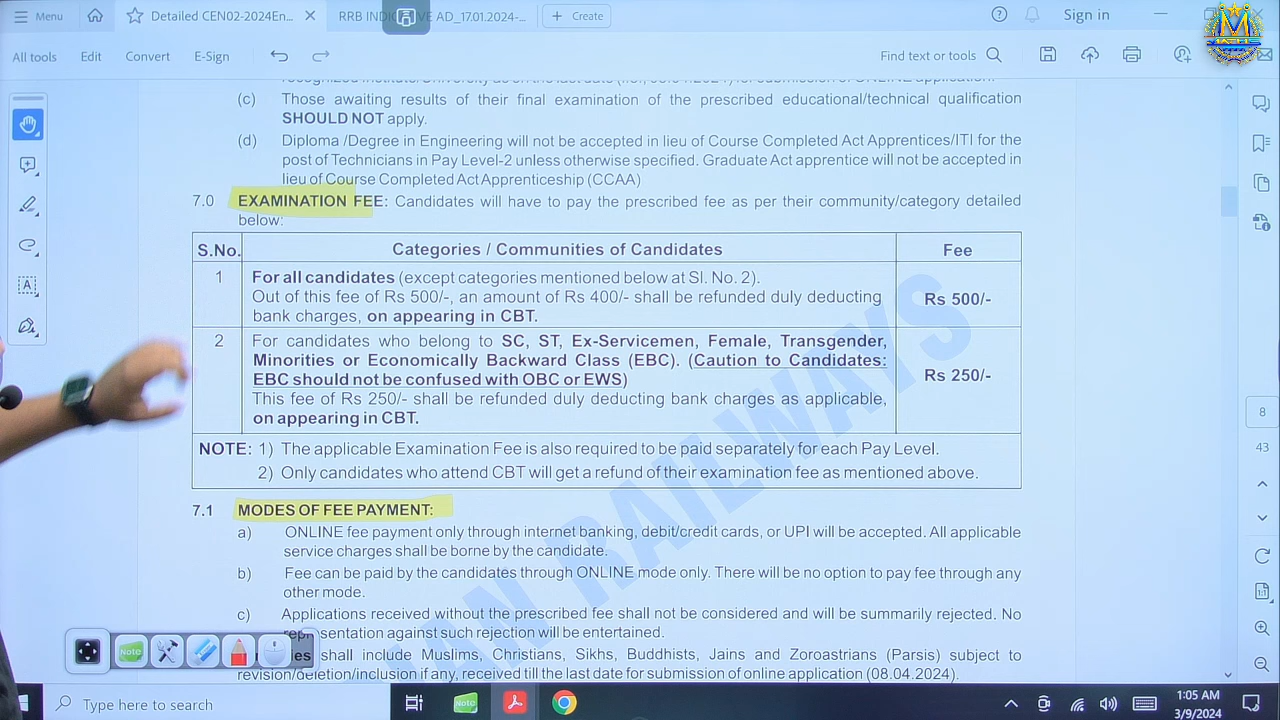 Menu
Detailed CEN02-2024En...
RRB INDIC
VE AD_17.01.2024-...
Create
Sign in
All tools
Edit
Convert
E-Sign
Find text or tools
(c) Those awaiting results of their final examination of the prescribed educational/technical qualification
SHOULD NOT apply.
(d) Diploma /Degree in Engineering will not be accepted in lieu of Course Completed Act Apprentices/ITI for the
post of Technicians in Pay Level-2 unless otherwise specified. Graduate Act apprentice will not be accepted in
lieu of Course Completed Act Apprenticeship (CCAA)
7.0 EXAMINATION FEE: Candidates will have to pay the prescribed fee as per their community/category detailed
below:
S.No. Categories / Communities of Candidates Fee
1 For all candidates (except categories mentioned below at Sl. No. 2).
Out of this fee of Rs 500/-, an amount of Rs 400/- shall be refunded duly deducting
bank charges, on appearing in CBT.
Rs 500/-
2 For candidates who belong to SC, ST, Ex-Servicemen, Female, Transgender,
Minorities or Economically Backward Class (EBC). (Caution to Candidates:
EBC should not be confused with OBC or EWS)
This fee of Rs 250/- shall be refunded duly deducting bank charges as applicable,
on appearing in CBT.
Rs 250/-
NOTE: 1) The applicable Examination Fee is also required to be paid separately for each Pay Level.
2) Only candidates who attend CBT will get a refund of their examination fee as mentioned above.
7.1 MODES OF FEE PAYMENT:
a) ONLINE fee payment only through internet banking, debit/credit cards, or UPI will be accepted. All applicable
service charges shall be borne by the candidate.
b) Fee can be paid by the candidates through ONLINE mode only. There will be no option to pay fee through any
other mode.
c) Applications received without the prescribed fee shall not be considered and will be summarily rejected. No
representation against such rejection will be entertained.
shall include Muslims, Christians, Sikhs, Buddhists, Jains and Zoroastrians (Parsis) subject to
revision/deletion/inclusion if any, received till the last date for submission of online application (08.04.2024).
AN RAILWAYS
8
43
Note
Type here to search
Note
1:05 AM
3/9/2024